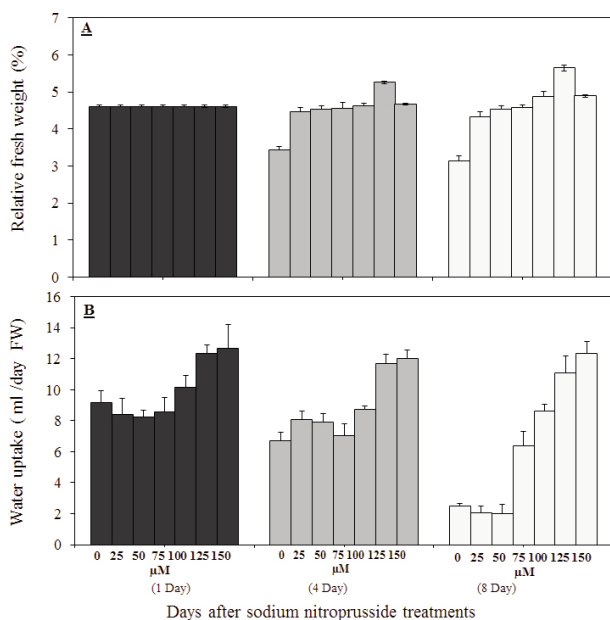 A
Relative fresh weight (%)
7
6
5
4
3
2
1
0
B
Water uptake ( ml /day FW)
16
14
12
10
8
6
4
2
0
0 25 50 75 100 125 150
0 25 50 75 100 125 150
0 25 50 75 100 125 150
µM
µM
µM
(1 Day)
(4 Day)
(8 Day)
Days after sodium nitroprusside treatments